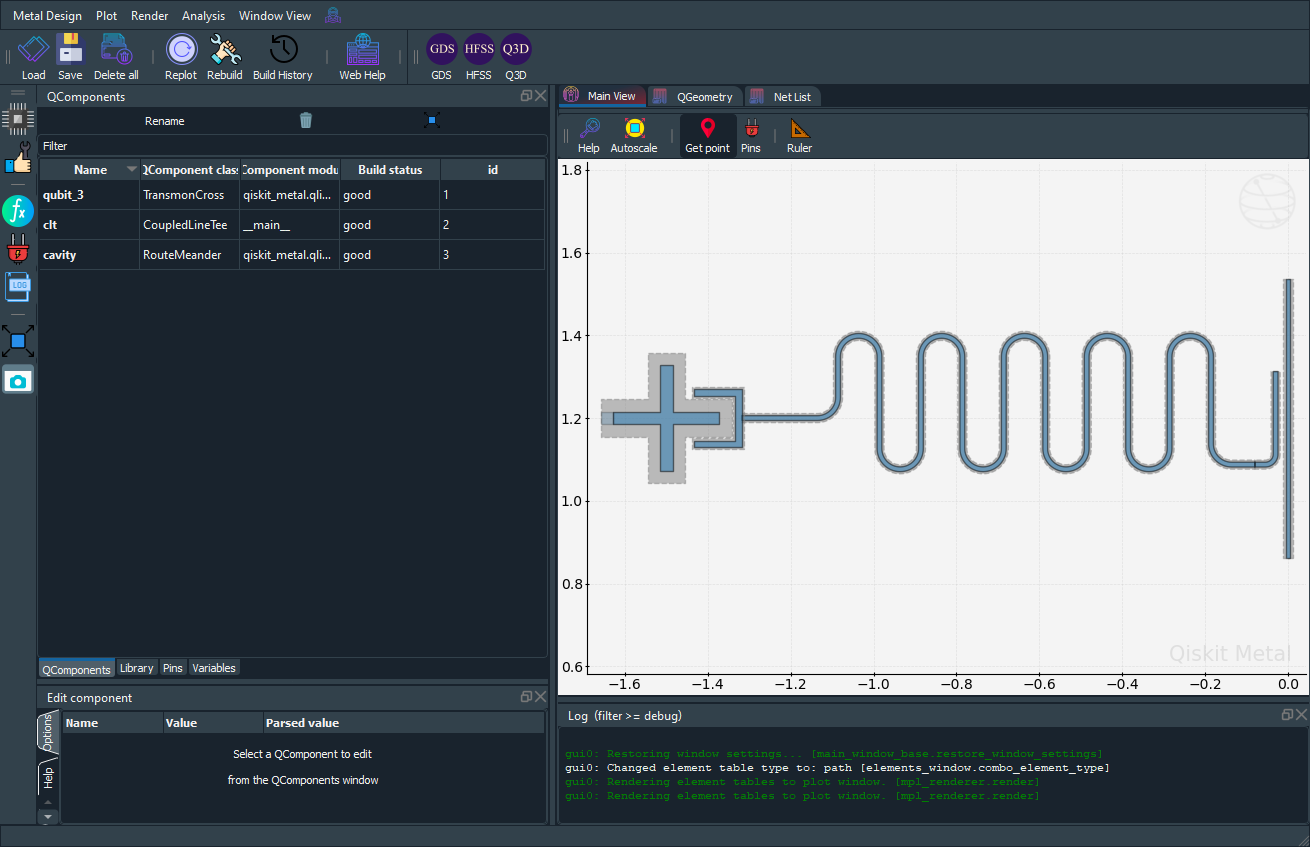 Metal Design Plot Render Analysis Window View
GDS HFSS Q3D
Load Save Delete all Replot Rebuild Build History Web Help GDS HFSS Q3D
QComponents
Rename
Filter
Name QComponent clas Component modu Build status id
qubit_3 TransmonCross qiskit_metal.qli... good 1
clt CoupledLineTee __main__ good 2
cavity RouteMeander qiskit_metal.qli... good 3
LOG
QComponents Library Pins Variables
Edit component
Options
Help
Name Value Parsed value
Select a QComponent to edit
from the QComponents window
Main View QGeometry Net List
Help Autoscale Get point Pins Ruler
1.8
1.6
1.4
1.2
1.0
0.8
0.6
−1.6 −1.4 −1.2 −1.0 −0.8 −0.6 −0.4 −0.2 0.0
Qiskit Metal
Log (filter >= debug)
gui0: Restoring window settings... [main_window_base.restore_window_settings]
gui0: Changed element table type to: path [elements_window.combo_element_type]
gui0: Rendering element tables to plot window. [mpl_renderer.render]
gui0: Rendering element tables to plot window. [mpl_renderer.render]